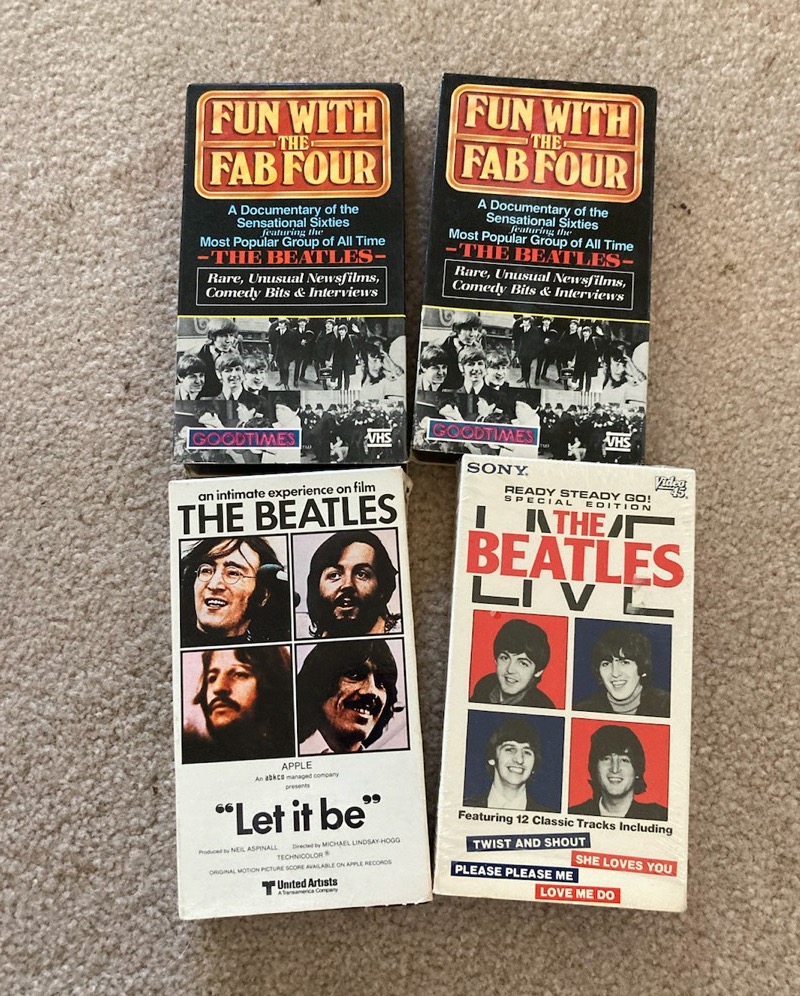 FUN WITH
THE
FAB FOUR
A Documentary of the
Sensational Sixties
featuring the
Most Popular Group of All Time
-THE BEATLES-
Rare, Unusual Newsfilms,
Comedy Bits & Interviews
GOODTIMES
VHS
FUN WITH
THE
FAB FOUR
A Documentary of the
Sensational Sixties
featuring the
Most Popular Group of All Time
-THE BEATLES-
Rare, Unusual Newsfilms,
Comedy Bits & Interviews
GOODTIMES
VHS
an intimate experience on film
THE BEATLES
APPLE
An abkco managed company
presents
“Let it be”
Produced by NEIL ASPINALL Directed by MICHAEL LINDSAY-HOGG
TECHNICOLOR®
ORIGINAL MOTION PICTURE SCORE AVAILABLE ON APPLE RECORDS
United Artists
A Transamerica Company
SONY.
Video 45
READY STEADY GO!
SPECIAL EDITION
LIVE
THE
BEATLES
LIVE
Featuring 12 Classic Tracks Including
TWIST AND SHOUT
SHE LOVES YOU
PLEASE PLEASE ME
LOVE ME DO